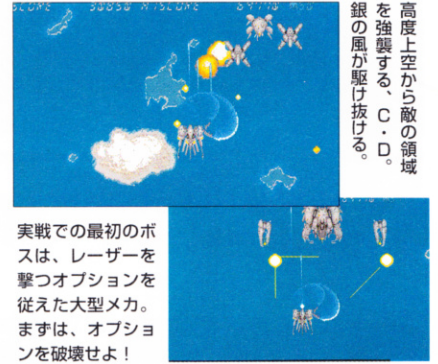 高度上空から敵の領域
を強襲する、C・D。
銀の風が駆け抜ける。
実戦での最初のボ
スは、レーザーを
撃つオプションを
従えた大型メカ。
まずは、オプショ
ンを破壊せよ！